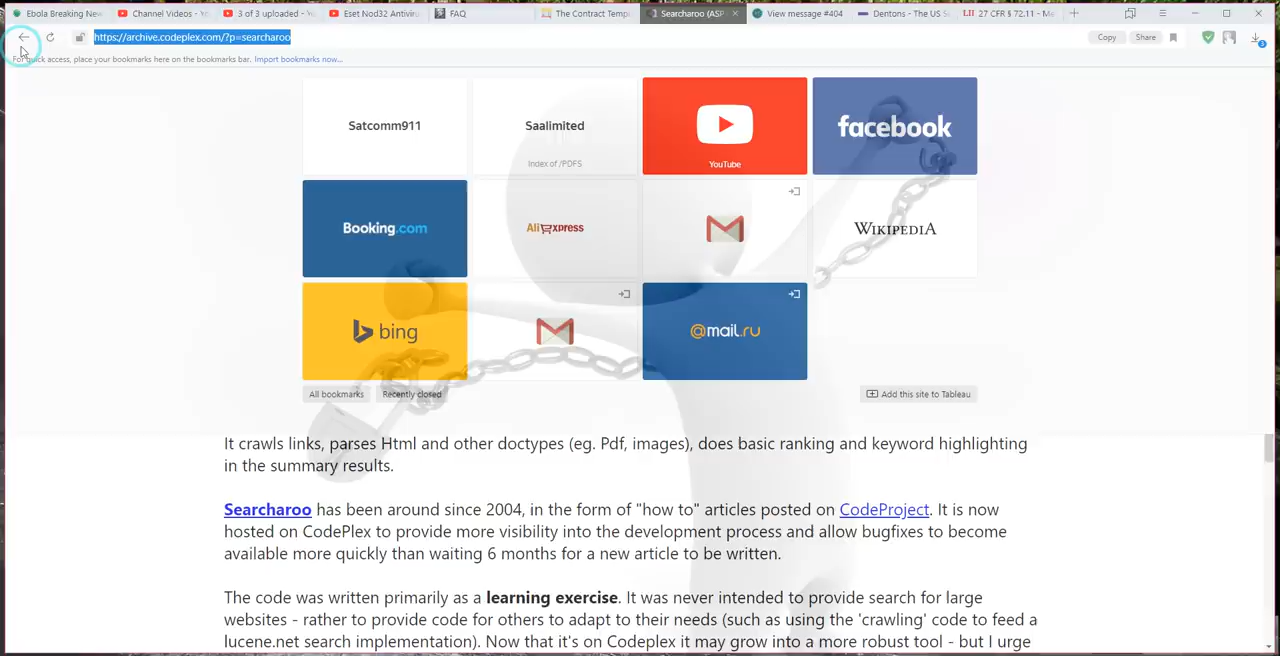 Ebola Breaking New
Channel Videos - Yo
3 of 3 uploaded - Yo
Eset Nod32 Antiviru
FAQ
The Contract Temp
Searcharoo (ASP
View message #404
Dentons - The US S
LII 27 CFR § 72.11 - Me
https://archive.codeplex.com/?p=searcharoo
Copy
Share
3
For quick access, place your bookmarks here on the bookmarks bar. Import bookmarks now...
Satcomm911
Saalimited
Index of /PDFS
YouTube
facebook
Booking.com
AliExpress
WIKIPEDIA
bing
@mail.ru
All bookmarks
Recently closed
Add this site to Tableau
It crawls links, parses Html and other doctypes (eg. Pdf, images), does basic ranking and keyword highlighting
in the summary results.
Searcharoo has been around since 2004, in the form of "how to" articles posted on CodeProject. It is now
hosted on CodePlex to provide more visibility into the development process and allow bugfixes to become
available more quickly than waiting 6 months for a new article to be written.
The code was written primarily as a learning exercise. It was never intended to provide search for large
websites - rather to provide code for others to adapt to their needs (such as using the 'crawling' code to feed a
lucene.net search implementation). Now that it's on Codeplex it may grow into a more robust tool - but I urge